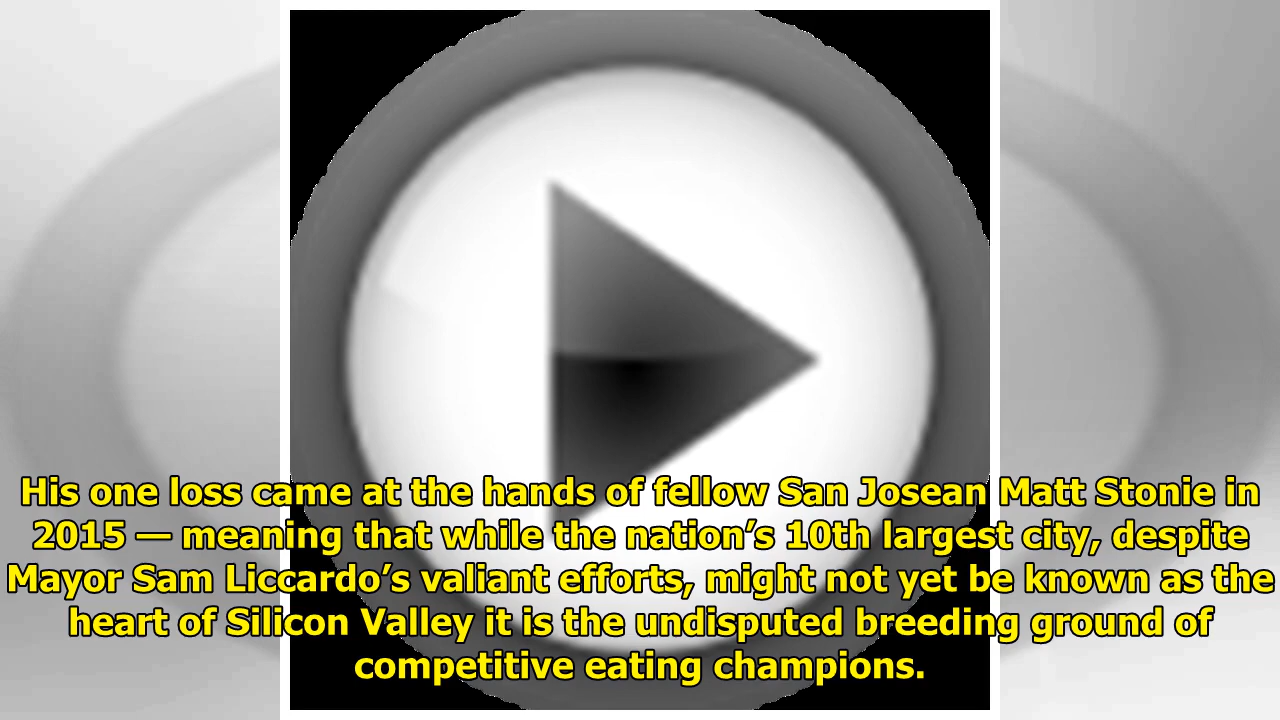 His one loss came at the hands of fellow San Josean Matt Stonie in
2015 — meaning that while the nation’s 10th largest city, despite
Mayor Sam Liccardo’s valiant efforts, might not yet be known as the
heart of Silicon Valley it is the undisputed breeding ground of
competitive eating champions.